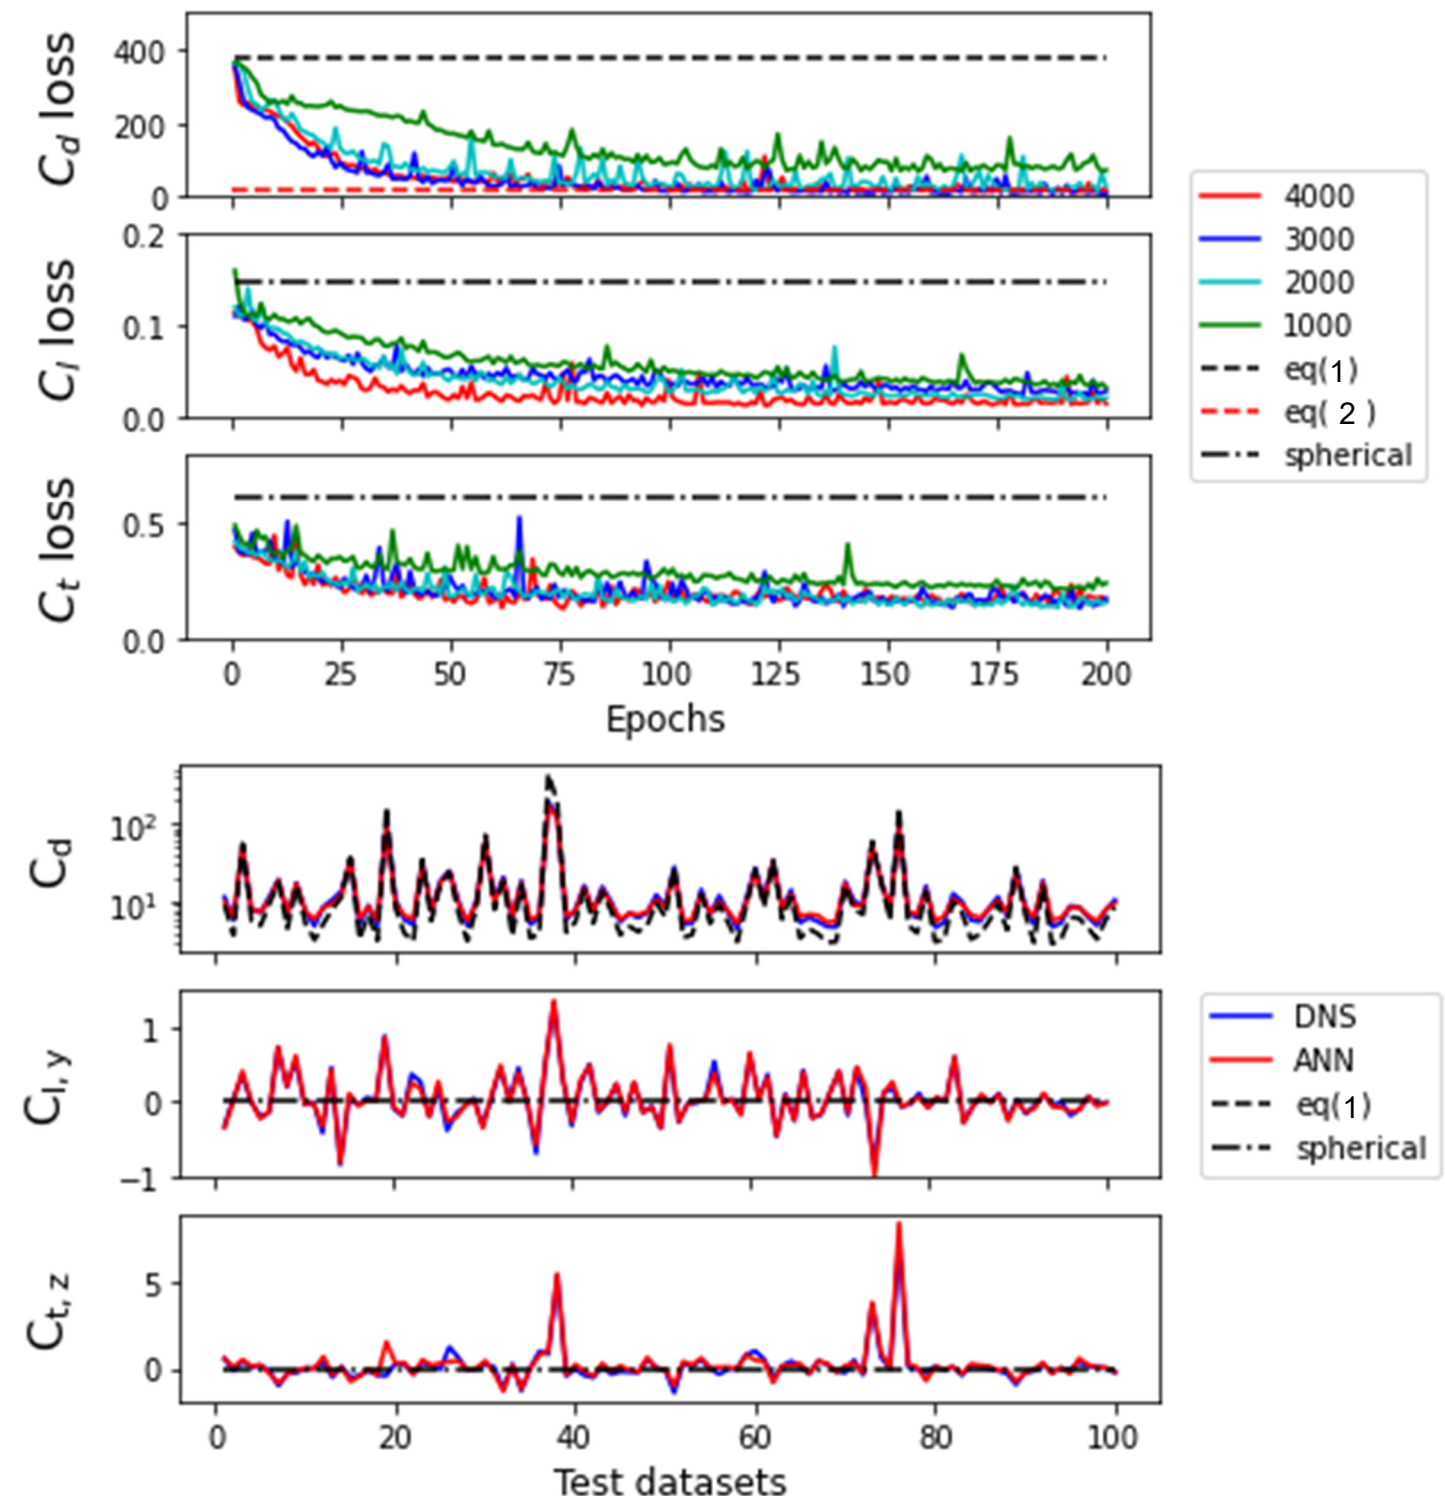 C_d loss
400
200
0
C_l loss
0.2
0.1
0.0
C_t loss
0.5
0.0
0 25 50 75 100 125 150 175 200
Epochs
4000
3000
2000
1000
eq(1)
eq( 2 )
spherical
C_d
10²
10¹
C_l, y
1
0
−1
C_t, z
5
0
0 20 40 60 80 100
Test datasets
DNS
ANN
eq(1)
spherical